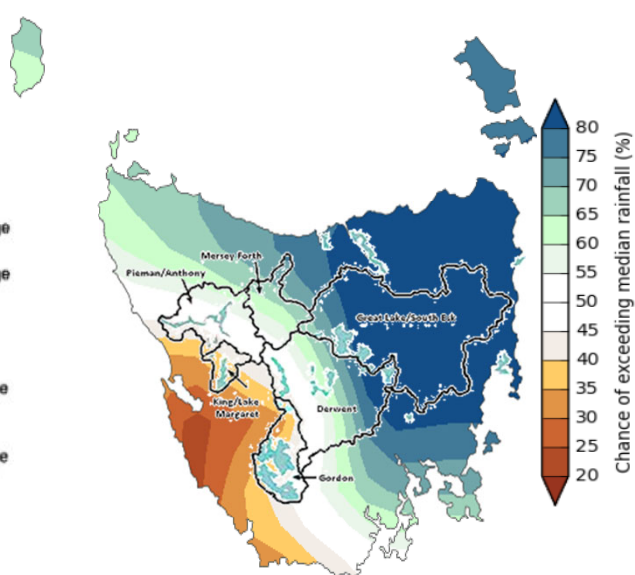 Mersey Forth
Pieman/Anthony
Great Lake/South Esk
King/Lake
Margaret
Derwent
Gordon
80
75
70
65
60
55
50
45
40
35
30
25
20
Chance of exceeding median rainfall (%)